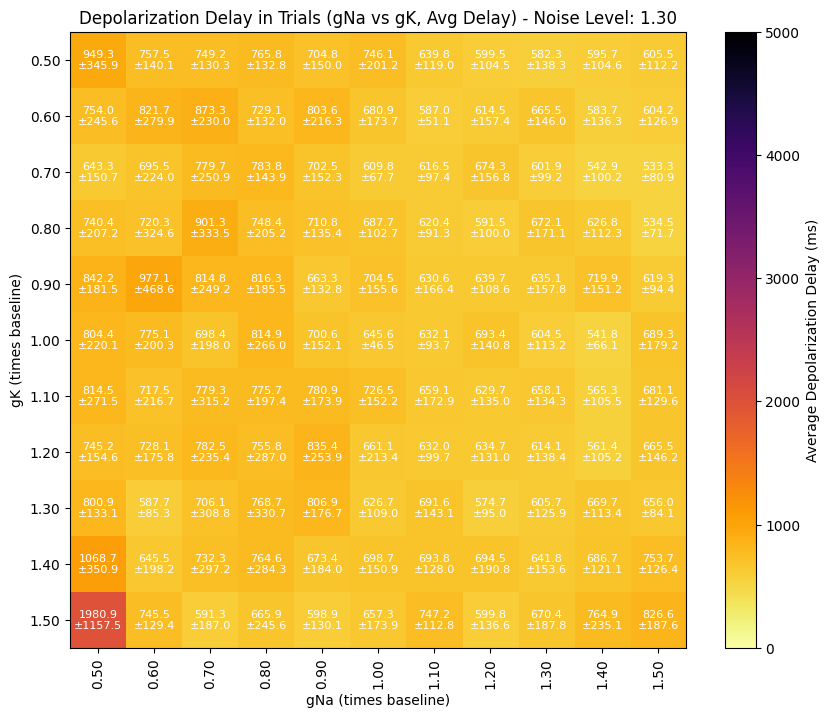 Depolarization Delay in Trials (gNa vs gK, Avg Delay) - Noise Level: 1.30
0.50
949.3 757.5 749.2 765.8 704.8 746.1 639.8 599.5 582.3 595.7 605.5
±345.9 ±140.1 ±130.3 ±132.8 ±150.0 ±201.2 ±119.0 ±104.5 ±138.3 ±104.6 ±112.2
0.60
754.0 821.7 873.3 729.1 803.6 680.9 587.0 614.5 665.5 583.7 604.2
±245.6 ±279.9 ±230.0 ±132.0 ±216.3 ±173.7 ±51.1 ±157.4 ±146.0 ±136.3 ±126.9
0.70
643.3 695.5 779.7 783.8 702.5 609.8 616.5 674.3 601.9 542.9 533.3
±150.7 ±224.0 ±250.9 ±143.9 ±152.3 ±67.7 ±97.4 ±156.8 ±99.2 ±100.2 ±80.9
0.80
740.4 720.3 901.3 748.4 710.8 687.7 620.4 591.5 672.1 626.8 534.5
±207.2 ±324.6 ±333.5 ±205.2 ±135.4 ±102.7 ±91.3 ±100.0 ±171.1 ±112.3 ±71.7
0.90
842.2 977.1 814.8 816.3 663.3 704.5 630.6 639.7 635.1 719.9 619.3
±181.5 ±468.6 ±249.2 ±185.5 ±132.8 ±155.6 ±166.4 ±108.6 ±157.8 ±151.2 ±94.4
1.00
804.4 775.1 698.4 814.9 700.6 645.6 632.1 693.4 604.5 541.8 689.3
±220.1 ±200.3 ±198.0 ±266.0 ±152.1 ±46.5 ±93.7 ±140.8 ±113.2 ±66.1 ±179.2
1.10
814.5 717.5 779.3 775.7 780.9 726.5 659.1 629.7 658.1 565.3 681.1
±271.5 ±216.7 ±315.2 ±197.4 ±173.9 ±152.2 ±172.9 ±135.0 ±134.3 ±105.5 ±129.6
1.20
745.2 728.1 782.5 755.8 835.4 661.1 632.0 634.7 614.1 561.4 665.5
±154.6 ±175.8 ±235.4 ±287.0 ±253.9 ±213.4 ±99.7 ±131.0 ±138.4 ±105.2 ±146.2
1.30
800.9 587.7 706.1 768.7 806.9 626.7 691.6 574.7 605.7 669.7 656.0
±133.1 ±85.3 ±308.8 ±330.7 ±176.7 ±109.0 ±143.1 ±95.0 ±125.9 ±113.4 ±84.1
1.40
1068.7 645.5 732.3 764.6 673.4 698.7 693.8 694.5 641.8 686.7 753.7
±350.9 ±198.2 ±297.2 ±284.3 ±184.0 ±150.9 ±128.0 ±190.8 ±153.6 ±121.1 ±126.4
1.50
1980.9 745.5 591.3 665.9 598.9 657.3 747.2 599.8 670.4 764.9 826.6
±1157.5 ±129.4 ±187.0 ±245.6 ±130.1 ±173.9 ±112.8 ±136.6 ±187.8 ±235.1 ±187.6
gK (times baseline)
0.50 0.60 0.70 0.80 0.90 1.00 1.10 1.20 1.30 1.40 1.50
gNa (times baseline)
5000
4000
3000
2000
1000
0
Average Depolarization Delay (ms)